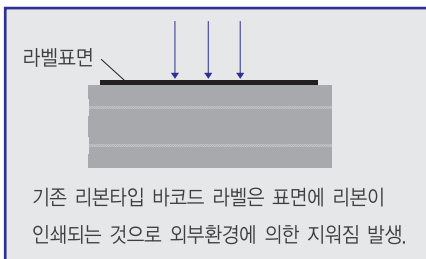 라벨표면
기존 리본타입 바코드 라벨은 표면에 리본이
인쇄되는 것으로 외부환경에 의한 지워짐 발생.